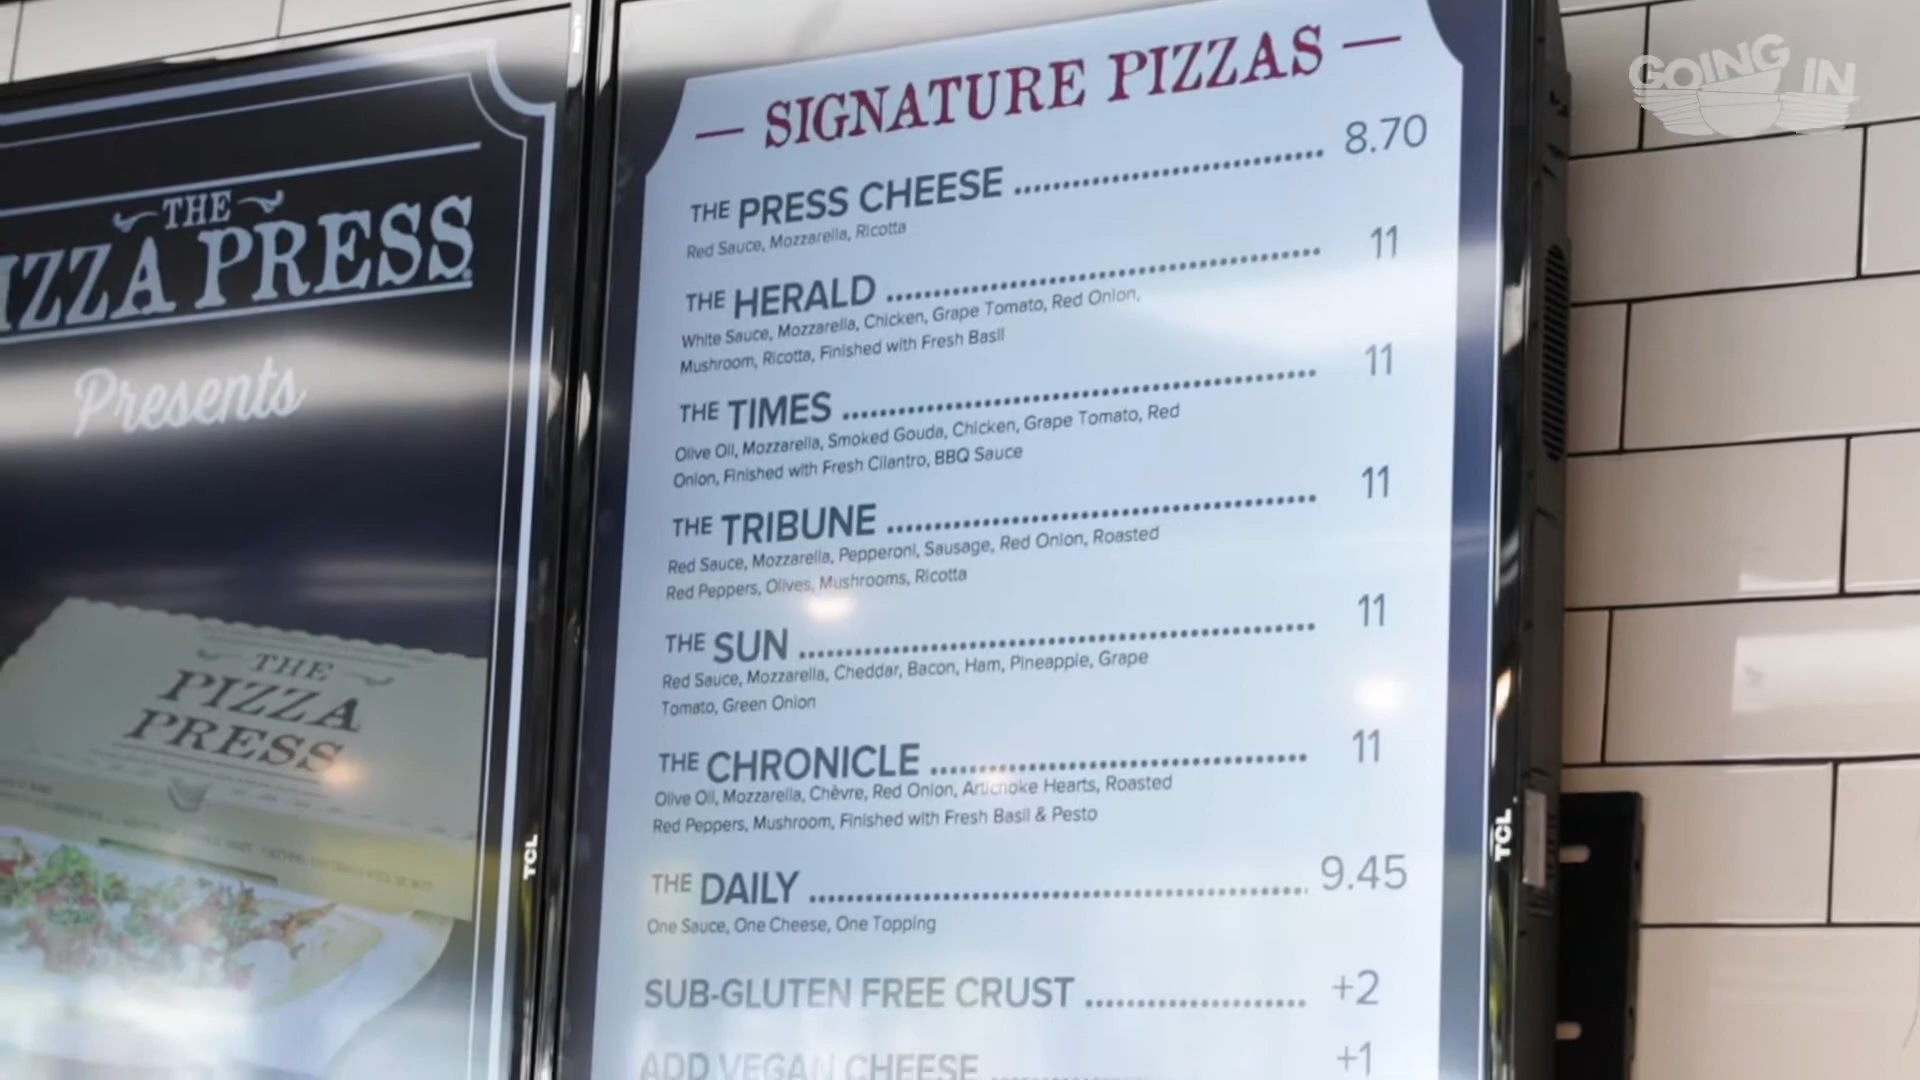 THE
IZZA PRESS
Presents
THE
PIZZA
PRESS
TCL
— SIGNATURE PIZZAS —
THE PRESS CHEESE ........ 8.70
Red Sauce, Mozzarella, Ricotta
THE HERALD ........ 11
White Sauce, Mozzarella, Chicken, Grape Tomato, Red Onion,
Mushroom, Ricotta, Finished with Fresh Basil
THE TIMES ........ 11
Olive Oil, Mozzarella, Smoked Gouda, Chicken, Grape Tomato, Red
Onion, Finished with Fresh Cilantro, BBQ Sauce
THE TRIBUNE ........ 11
Red Sauce, Mozzarella, Pepperoni, Sausage, Red Onion, Roasted
Red Peppers, Olives, Mushrooms, Ricotta
THE SUN ........ 11
Red Sauce, Mozzarella, Cheddar, Bacon, Ham, Pineapple, Grape
Tomato, Green Onion
THE CHRONICLE ........ 11
Olive Oil, Mozzarella, Chèvre, Red Onion, Artichoke Hearts, Roasted
Red Peppers, Mushroom, Finished with Fresh Basil & Pesto
THE DAILY ........ 9.45
One Sauce, One Cheese, One Topping
SUB-GLUTEN FREE CRUST ........ +2
ADD VEGAN CHEESE ........ +1
TCL
GOING IN